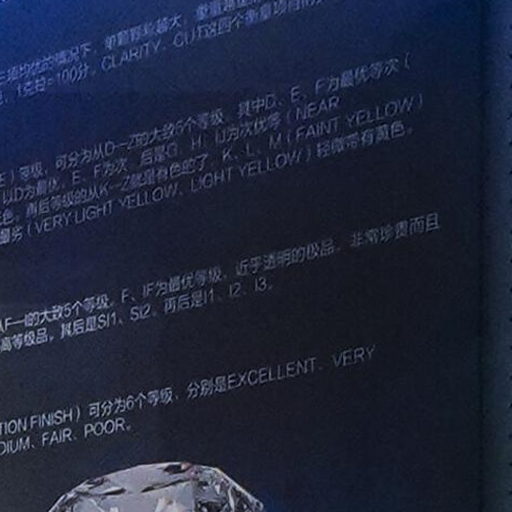 三项均优的情况下，单颗颗粒越大，重量越
1克拉=100分，CLARITY、CUT这四个衡量项目的
）等级，可分为从D—Z的大致5个等级，其中D、E、F为最优等次（
以D为最优，E、F为次，后是G、H、I、J为次优等（NEAR
色，再后等级的从K—Z就是有色的了，K、L、M（FAINT YELLOW）
最劣（VERY LIGHT YELLOW、LIGHT YELLOW）轻微带有黄色，
从F—I的大致5个等级，F、IF为最优等级，近乎透明的极品，非常珍贵而且
高等级品，其后是SI1、SI2，再后是I1、I2、I3。
TION FINISH）可分为6个等级，分别是EXCELLENT、VERY
DIUM、FAIR、POOR。